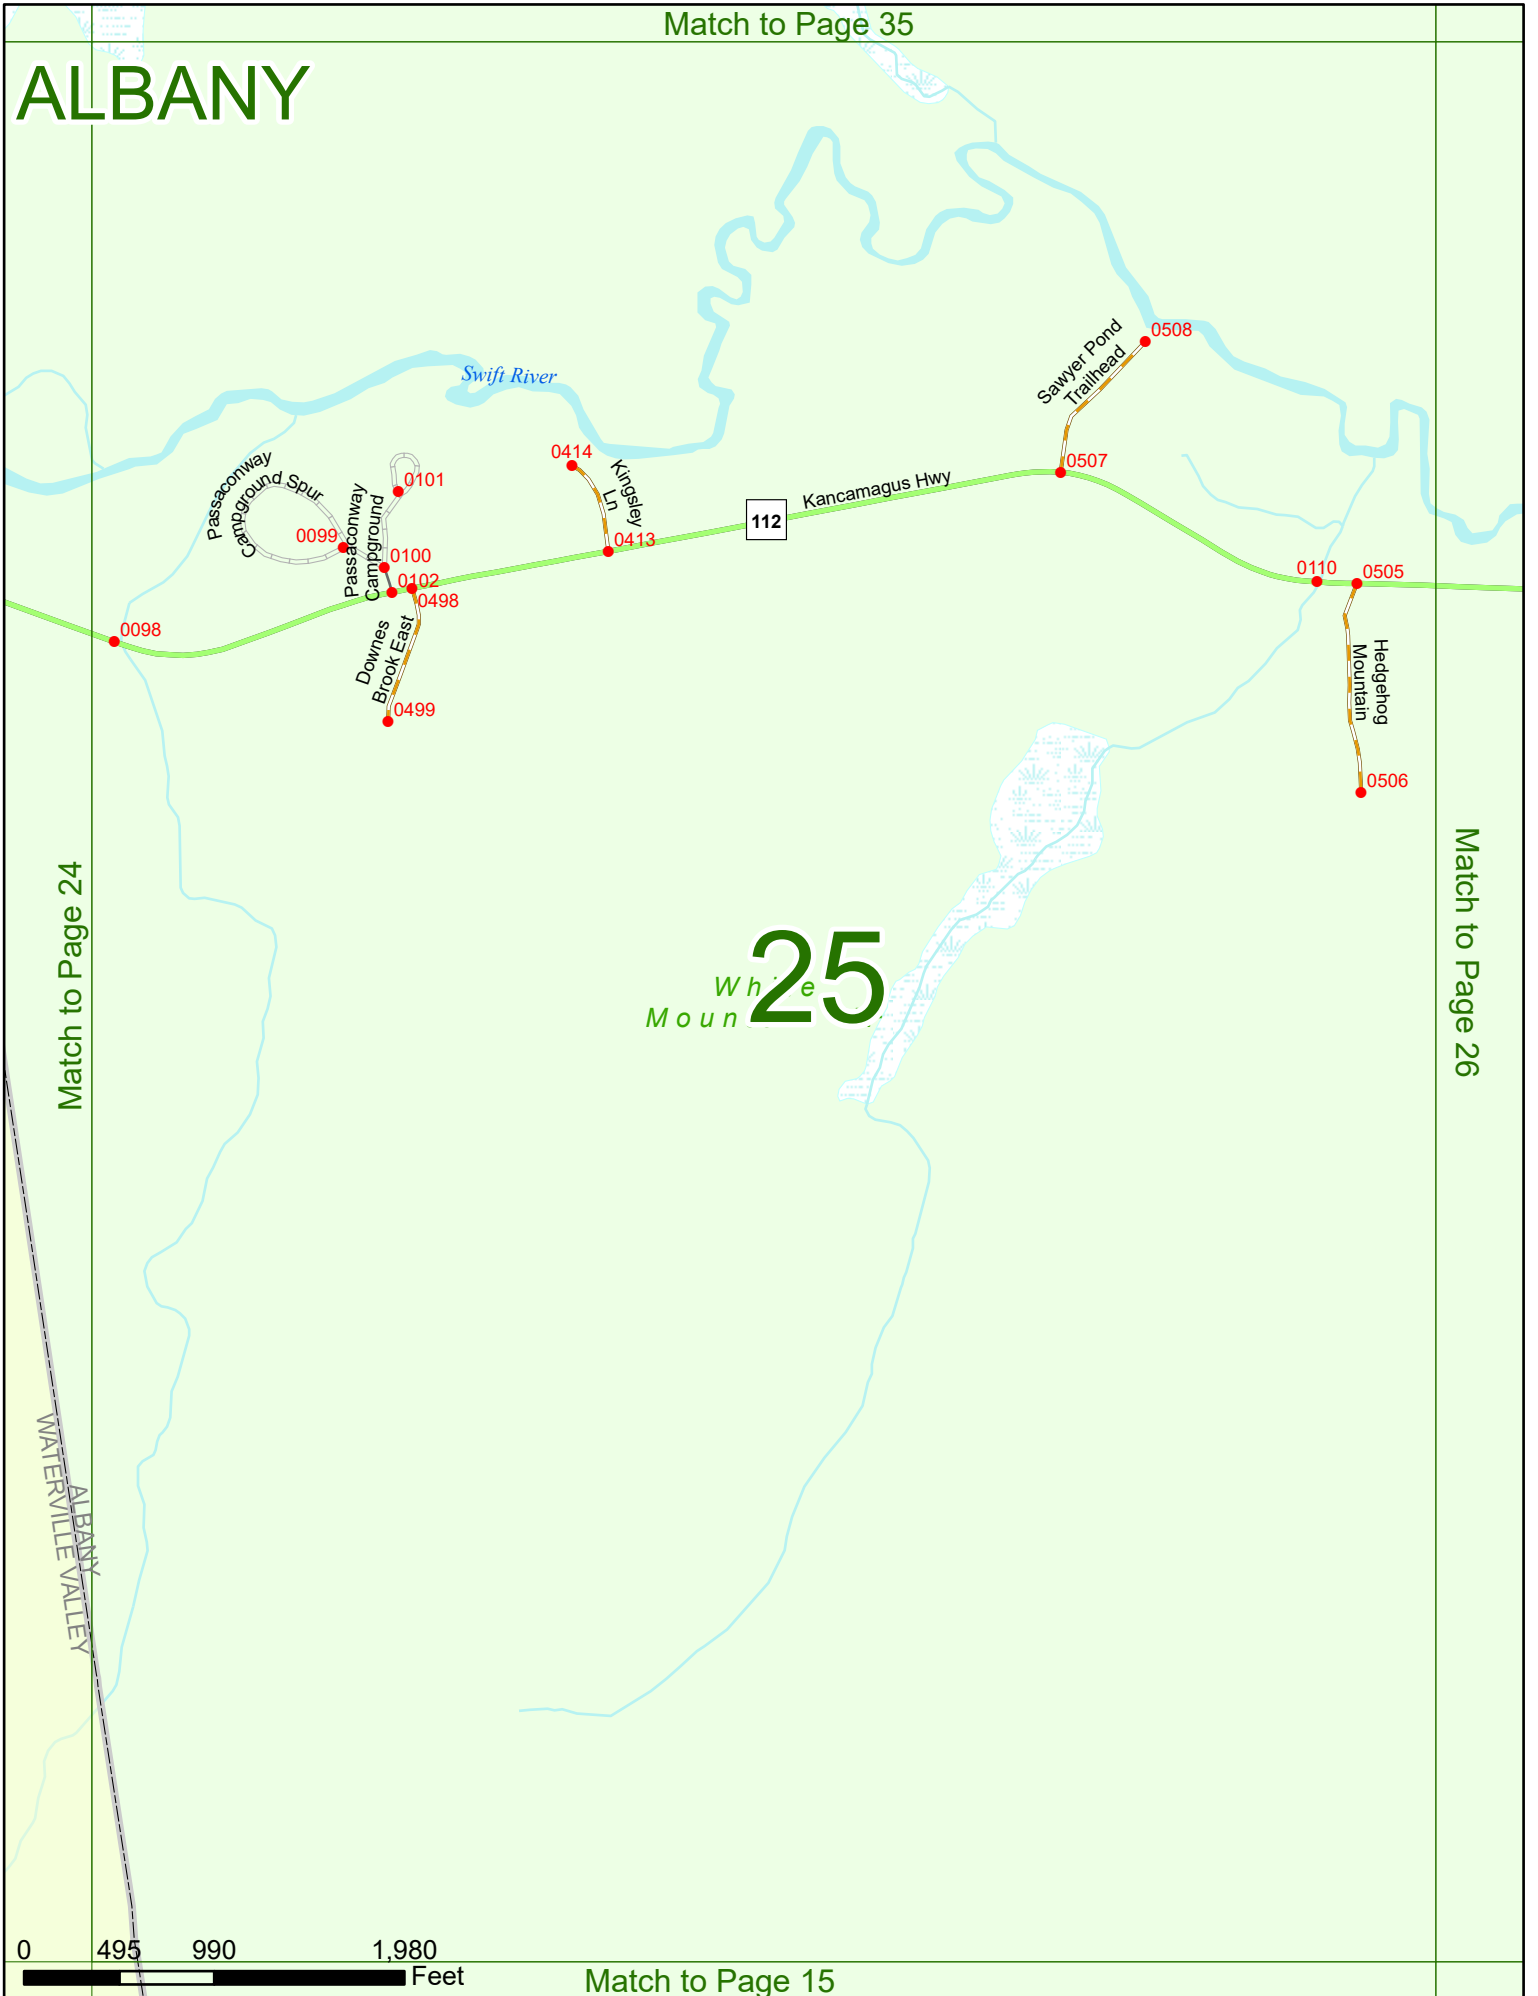 Match to Page 35
ALBANY
Swift River
Sawyer Pond
Trailhead
0508
0507
0414
Kingsley
Ln
0413
Kancamagus Hwy
112
Passaconway
Campground Spur
0099
Passaconway
Campground
0101
0100
0102
0498
0098
Downes
Brook East
0499
0110
0505
Hedgehog
Mountain
0506
Match to Page 24
Match to Page 26
25
ALBANY
WATERVILLE VALLEY
0 495 990 1,980
Feet
Match to Page 15